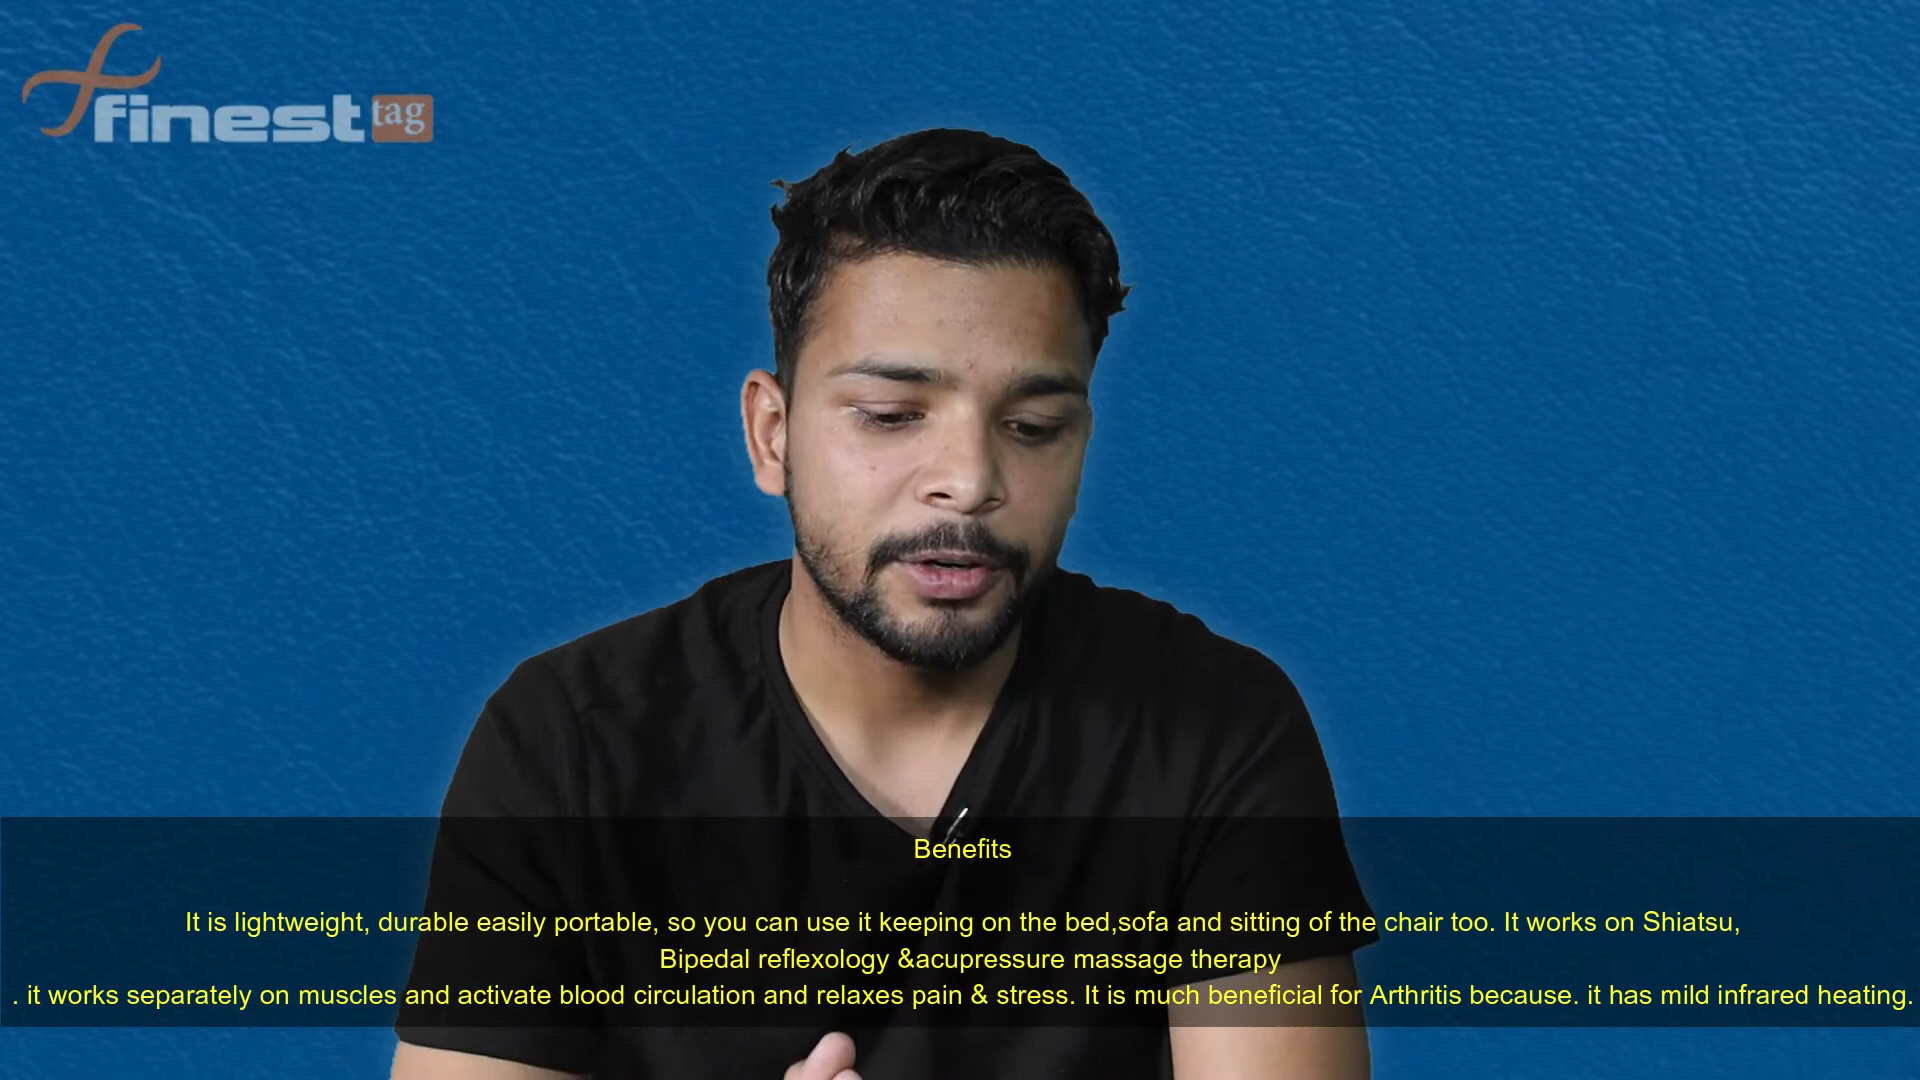 finest tag
Benefits
It is lightweight, durable easily portable, so you can use it keeping on the bed,sofa and sitting of the chair too. It works on Shiatsu,
Bipedal reflexology &acupressure massage therapy
. it works separately on muscles and activate blood circulation and relaxes pain & stress. It is much beneficial for Arthritis because. it has mild infrared heating.